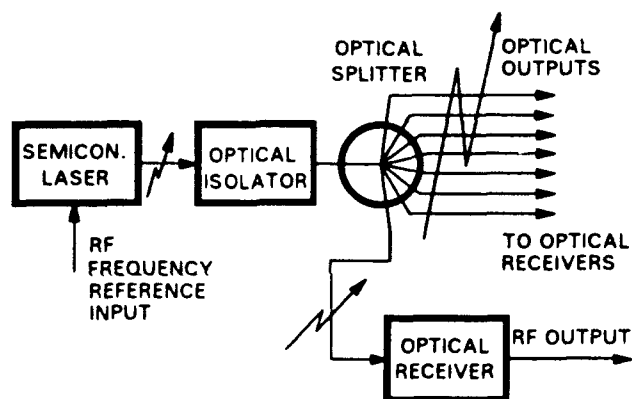 OPTICAL
SPLITTER
OPTICAL
OUTPUTS
SEMICON.
LASER
OPTICAL
ISOLATOR
RF
FREQUENCY
REFERENCE
INPUT
TO OPTICAL
RECEIVERS
OPTICAL
RECEIVER
RF OUTPUT